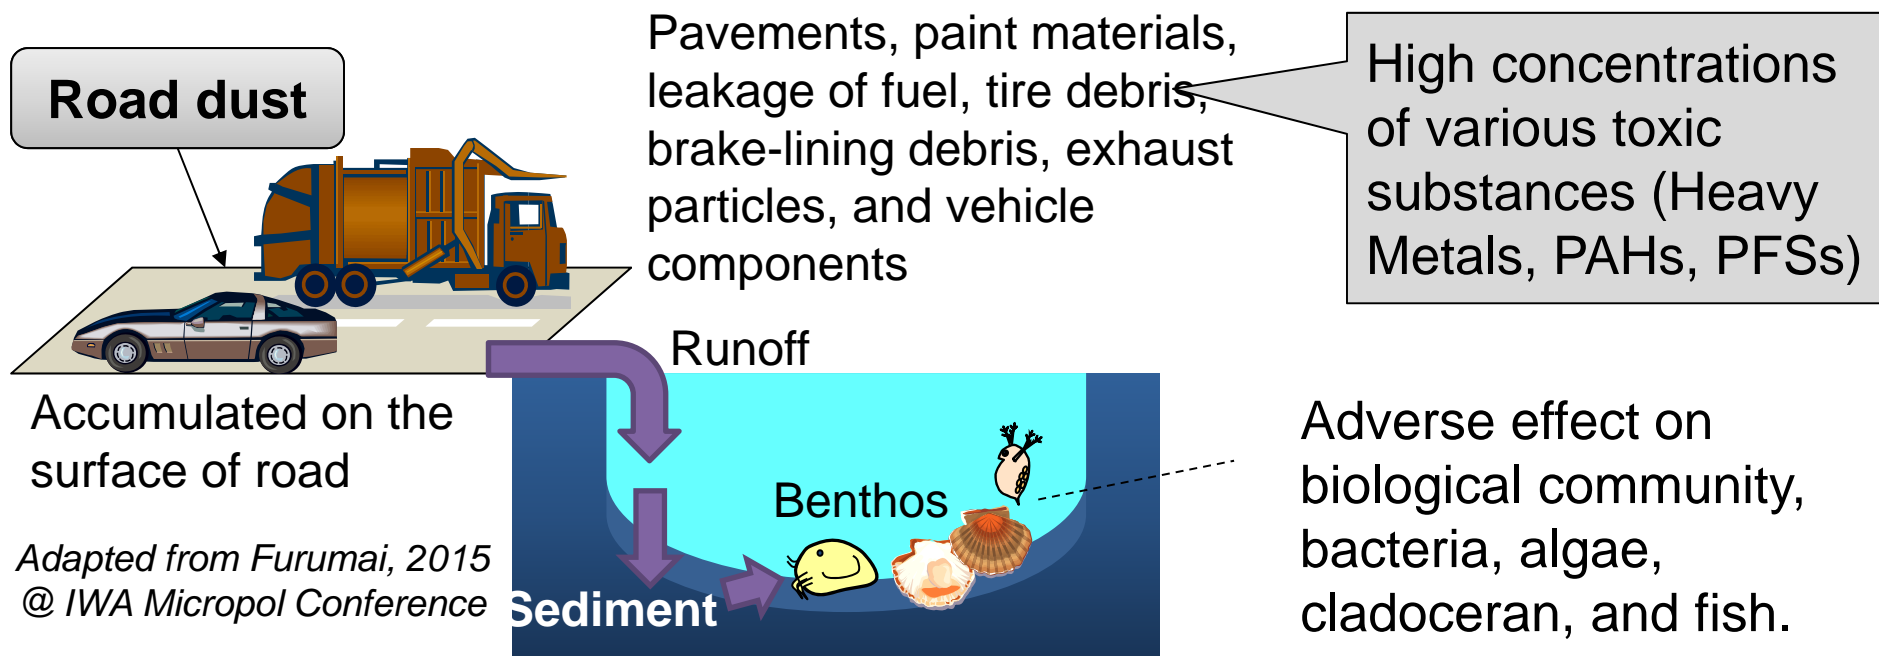 Road dust
Pavements, paint materials,
leakage of fuel, tire debris,
brake-lining debris, exhaust
particles, and vehicle
components
High concentrations
of various toxic
substances (Heavy
Metals, PAHs, PFSs)
Runoff
Accumulated on the
surface of road
Benthos
Sediment
Adverse effect on
biological community,
bacteria, algae,
cladoceran, and fish.
Adapted from Furumai, 2015
@ IWA Micropol Conference